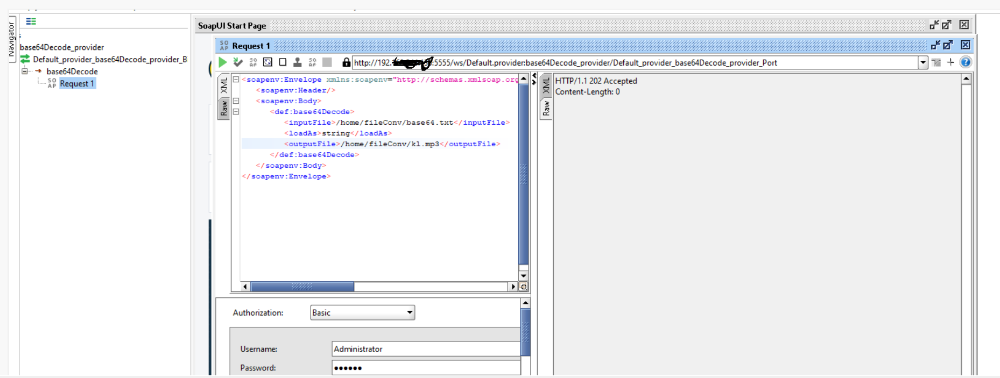 Navigator
base64Decode_provider
Default_provider_base64Decode_provider_B
base64Decode
SOAP Request 1
SoapUI Start Page
SOAP Request 1
http://192. :5555/ws/Default.provider:base64Decode_provider/Default_provider_base64Decode_provider_Port
XML
Raw
<soapenv:Envelope xmlns:soapenv="http://schemas.xmlsoap.org
<soapenv:Header/>
<soapenv:Body>
<def:base64Decode>
<inputFile>/home/fileConv/base64.txt</inputFile>
<loadAs>string</loadAs>
<outputFile>/home/fileConv/kl.mp3</outputFile>
</def:base64Decode>
</soapenv:Body>
</soapenv:Envelope>
XML
Raw
HTTP/1.1 202 Accepted
Content-Length: 0
Authorization: Basic
Username: Administrator
Password: ●●●●●●